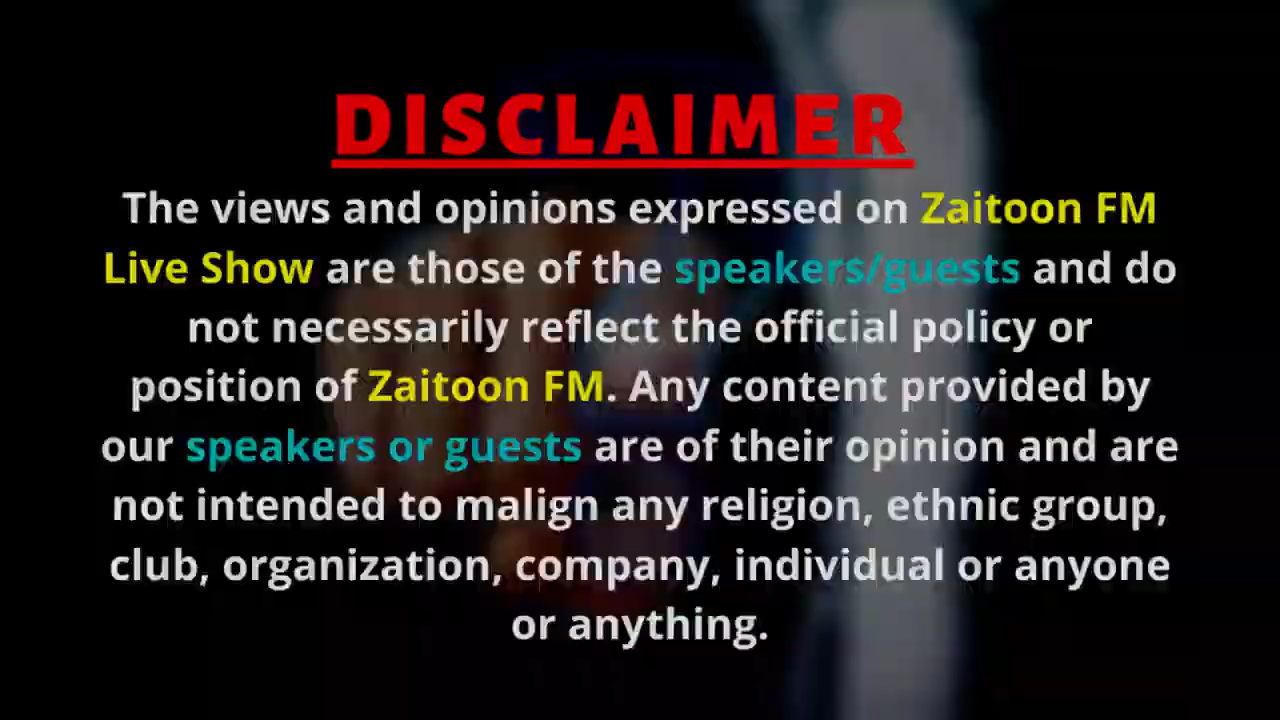 DISCLAIMER
The views and opinions expressed on Zaitoon FM
Live Show are those of the speakers/guests and do
not necessarily reflect the official policy or
position of Zaitoon FM. Any content provided by
our speakers or guests are of their opinion and are
not intended to malign any religion, ethnic group,
club, organization, company, individual or anyone
or anything.